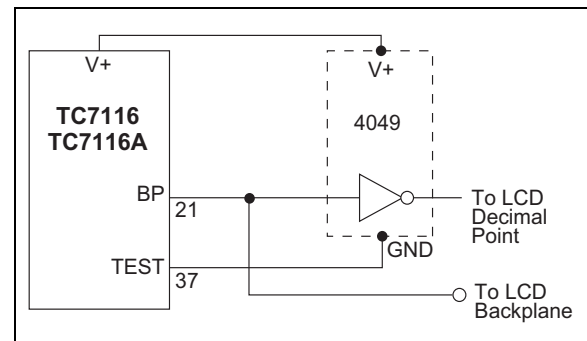 V+
V+
TC7116
TC7116A
4049
BP
21
To LCD
Decimal
Point
GND
TEST
37
To LCD
Backplane